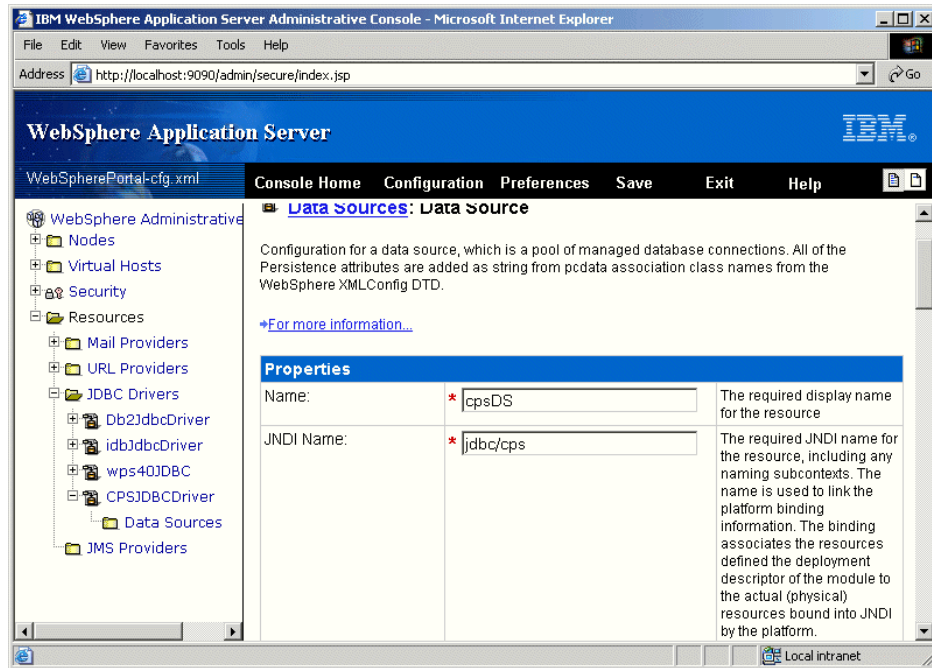 IBM WebSphere Application Server Administrative Console - Microsoft Internet Explorer
File Edit View Favorites Tools Help
Address http://localhost:9090/admin/secure/index.jsp Go
WebSphere Application Server
IBM
WebSpherePortal-cfg.xml
Console Home Configuration Preferences Save Exit Help
WebSphere Administrative
Nodes
Virtual Hosts
Security
Resources
Mail Providers
URL Providers
JDBC Drivers
Db2JdbcDriver
idbJdbcDriver
wps40JDBC
CPSJDBCDriver
Data Sources
JMS Providers
Data Sources: Data Source
Configuration for a data source, which is a pool of managed database connections. All of the
Persistence attributes are added as string from pcdata association class names from the
WebSphere XMLConfig DTD.
For more information...
Properties
Name: * cpsDS
The required display name
for the resource
JNDI Name: * jdbc/cps
The required JNDI name for
the resource, including any
naming subcontexts. The
name is used to link the
platform binding
information. The binding
associates the resources
defined the deployment
descriptor of the module to
the actual (physical)
resources bound into JNDI
by the platform.
Local intranet